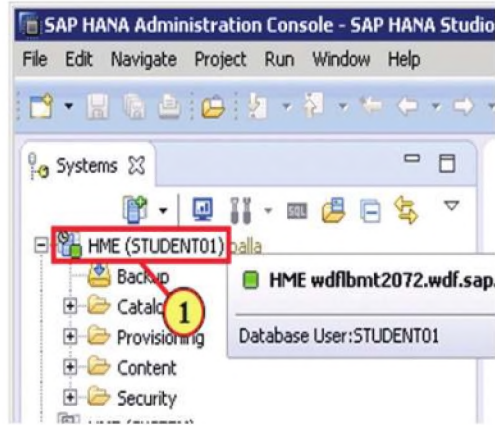 SAP HANA Administration Console - SAP HANA Studio
File Edit Navigate Project Run Window Help
Systems
SQL
HME (STUDENT01)
Backup
HME wdflbmt2072.wdf.sap.
1
Provisioning
Database User:STUDENT01
Content
Security